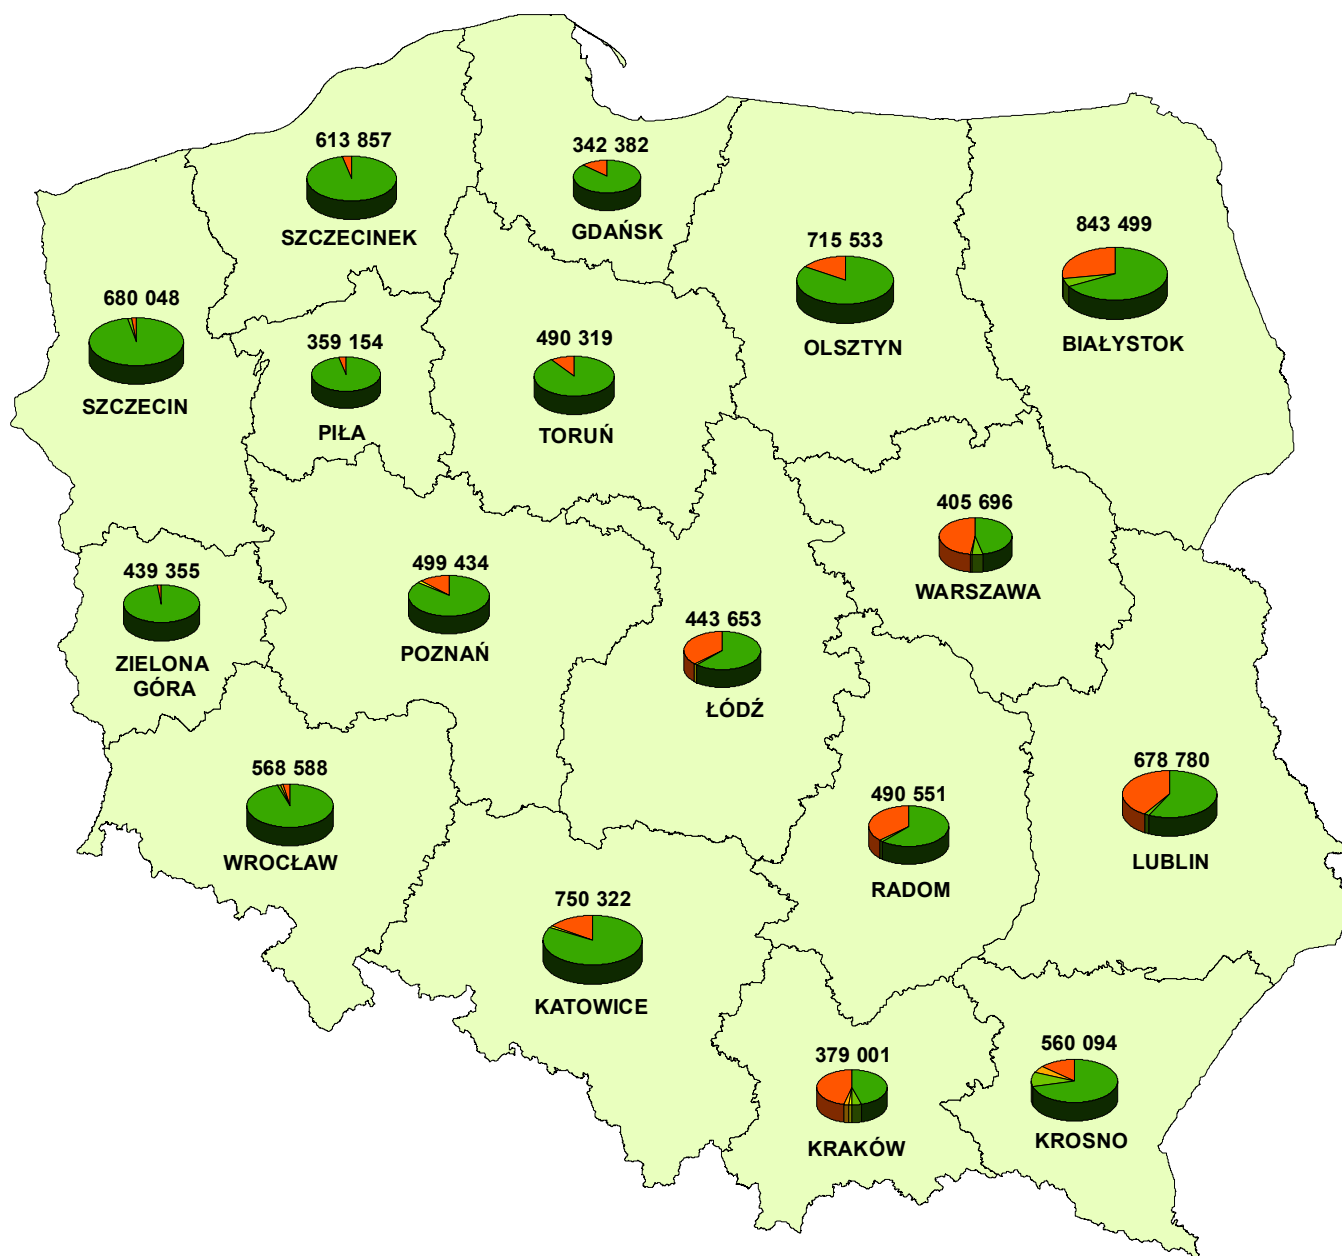 613 857
SZCZECINEK
342 382
GDAŃSK
715 533
OLSZTYN
843 499
BIAŁYSTOK
680 048
SZCZECIN
359 154
PIŁA
490 319
TORUŃ
405 696
WARSZAWA
439 355
ZIELONA
GÓRA
499 434
POZNAŃ
443 653
ŁÓDŹ
568 588
WROCŁAW
490 551
RADOM
678 780
LUBLIN
750 322
KATOWICE
379 001
KRAKÓW
560 094
KROSNO